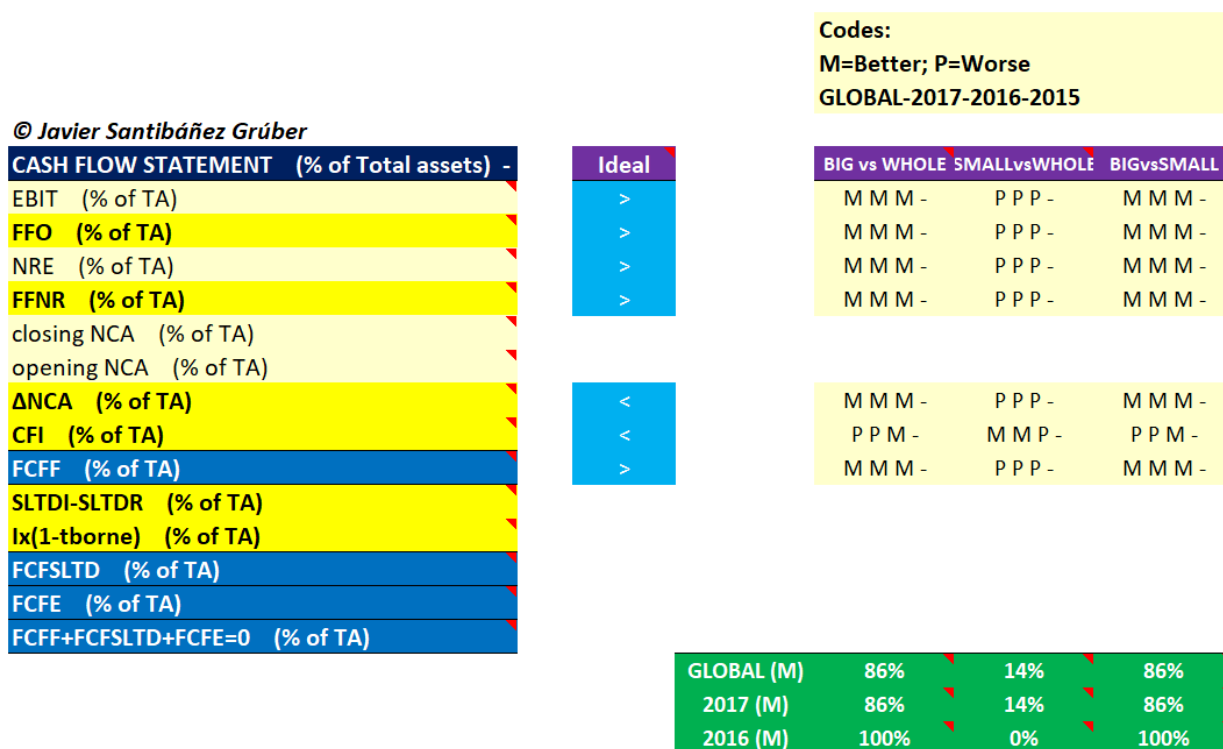 Codes:
M=Better; P=Worse
GLOBAL-2017-2016-2015
© Javier Santibáñez Grúber
CASH FLOW STATEMENT (% of Total assets) - Ideal BIG vs WHOLE SMALLvsWHOLE BIGvsSMALL
EBIT (% of TA) > M M M - P P P - M M M -
FFO (% of TA) > M M M - P P P - M M M -
NRE (% of TA) > M M M - P P P - M M M -
FFNR (% of TA) > M M M - P P P - M M M -
closing NCA (% of TA)
opening NCA (% of TA)
ΔNCA (% of TA) < M M M - P P P - M M M -
CFI (% of TA) < P P M - M M P - P P M -
FCFF (% of TA) > M M M - P P P - M M M -
SLTDI-SLTDR (% of TA)
Ix(1-tborne) (% of TA)
FCFSLTD (% of TA)
FCFE (% of TA)
FCFF+FCFSLTD+FCFE=0 (% of TA)
GLOBAL (M) 86% 14% 86%
2017 (M) 86% 14% 86%
2016 (M) 100% 0% 100%